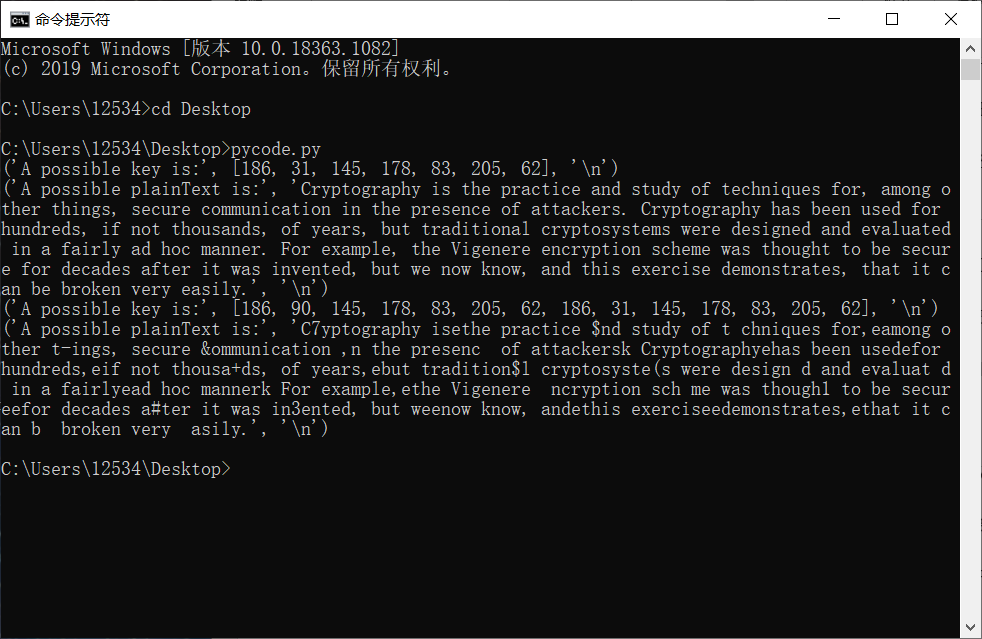 命令提示符
Microsoft Windows [版本 10.0.18363.1082]
(c) 2019 Microsoft Corporation。保留所有权利。
C:\Users\12534>cd Desktop
C:\Users\12534\Desktop>pycode.py
('A possible key is:', [186, 31, 145, 178, 83, 205, 62], '\n')
('A possible plainText is:', 'Cryptography is the practice and study of techniques for, among o
ther things, secure communication in the presence of attackers. Cryptography has been used for 
hundreds, if not thousands, of years, but traditional cryptosystems were designed and evaluated
 in a fairly ad hoc manner. For example, the Vigenere encryption scheme was thought to be secur
e for decades after it was invented, but we now know, and this exercise demonstrates, that it c
an be broken very easily.', '\n')
('A possible key is:', [186, 90, 145, 178, 83, 205, 62, 186, 31, 145, 178, 83, 205, 62], '\n')
('A possible plainText is:', 'C7yptography isethe practice $nd study of t chniques for,eamong o
ther t-ings, secure &ommunication ,n the presenc  of attackersk Cryptographyehas been usedefor 
hundreds,eif not thousa+ds, of years,ebut tradition$l cryptosyste(s were design d and evaluat d
 in a fairlyead hoc mannerk For example,ethe Vigenere  ncryption sch me was thoughl to be secur
eefor decades a#ter it was in3ented, but weenow know, andethis exerciseedemonstrates,ethat it c
an b  broken very  asily.', '\n')
C:\Users\12534\Desktop>